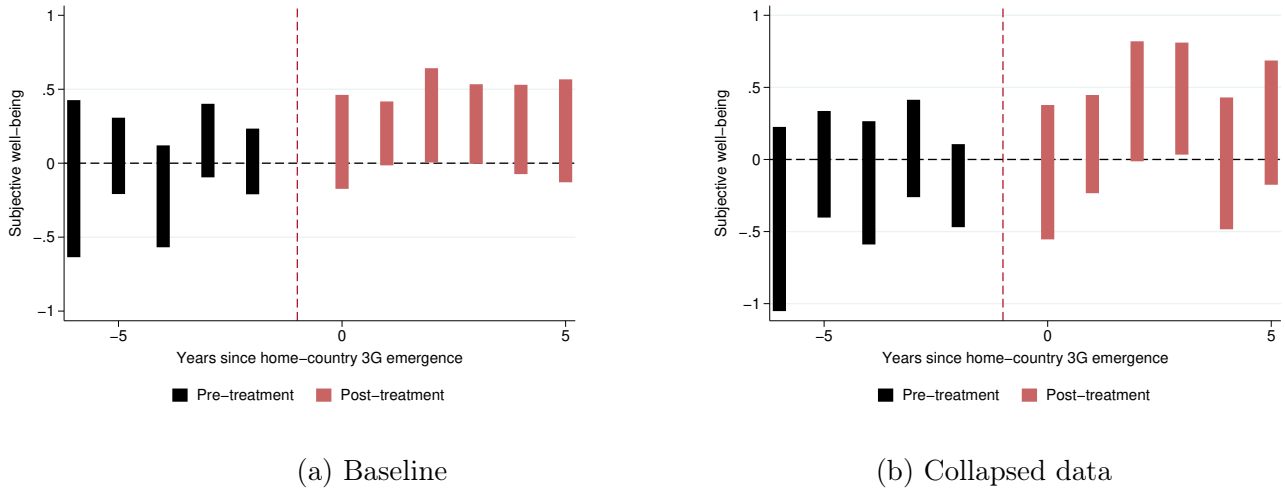 Subjective well−being
1
.5
0
−.5
−1
−5 0 5
Years since home−country 3G emergence
Pre−treatment Post−treatment
(a) Baseline
Subjective well−being
1
.5
0
−.5
−1
−5 0 5
Years since home−country 3G emergence
Pre−treatment Post−treatment
(b) Collapsed data